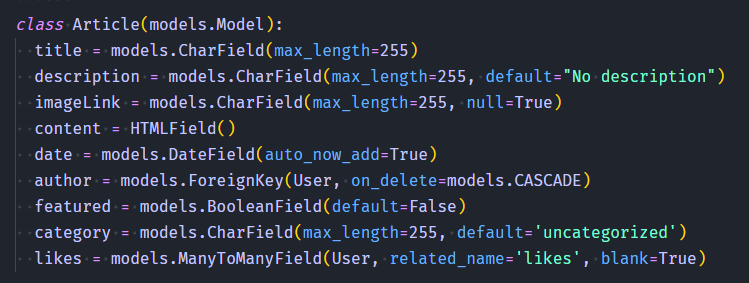 class Article(models.Model):
title = models.CharField(max_length=255)
description = models.CharField(max_length=255, default="No description")
imageLink = models.CharField(max_length=255, null=True)
content = HTMLField()
date = models.DateField(auto_now_add=True)
author = models.ForeignKey(User, on_delete=models.CASCADE)
featured = models.BooleanField(default=False)
category = models.CharField(max_length=255, default='uncategorized')
likes = models.ManyToManyField(User, related_name='likes', blank=True)